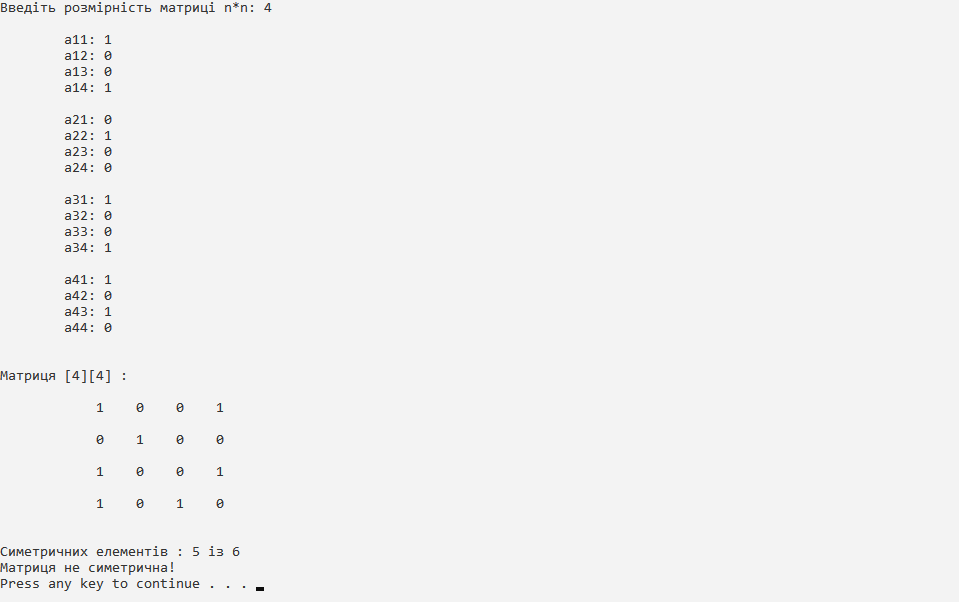 Введіть розмірність матриці n*n: 4
a11: 1
a12: 0
a13: 0
a14: 1
a21: 0
a22: 1
a23: 0
a24: 0
a31: 1
a32: 0
a33: 0
a34: 1
a41: 1
a42: 0
a43: 1
a44: 0
Матриця [4][4] :
1 0 0 1
0 1 0 0
1 0 0 1
1 0 1 0
Симетричних елементів : 5 із 6
Матриця не симетрична!
Press any key to continue . . .